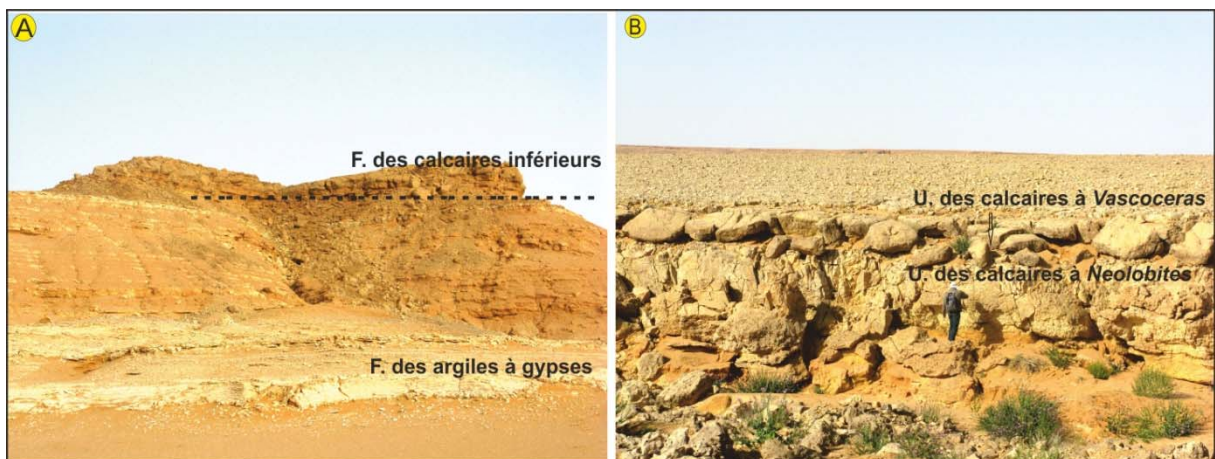 A
F. des calcaires inférieurs
F. des argiles à gypses
B
U. des calcaires à Vascoceras
U. des calcaires à Neolobites